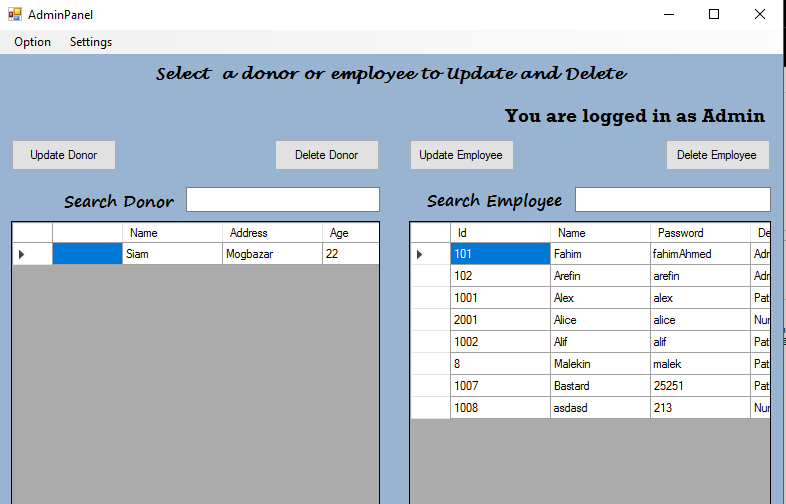 AdminPanel
Option Settings
Select a donor or employee to Update and Delete
You are logged in as Admin
Update Donor Delete Donor Update Employee Delete Employee
Search Donor Search Employee
Name Address Age
Siam Mogbazar 22
Id Name Password De
101 Fahim fahimAhmed Adm
102 Arefin arefin Adm
1001 Alex alex Pat
2001 Alice alice Nur
1002 Alif alif Pat
8 Malekin malek Pat
1007 Bastard 25251 Pat
1008 asdasd 213 Nur